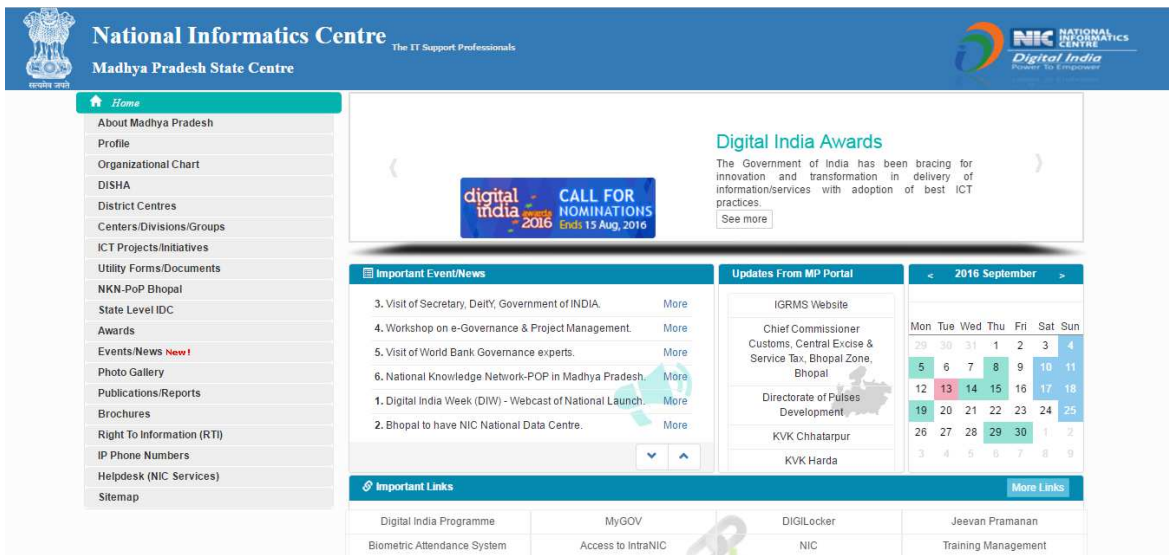 National Informatics Centre The IT Support Professionals
Madhya Pradesh State Centre
सत्यमेव जयते
NIC NATIONAL INFORMATICS CENTRE
Digital India
Power To Empower
Home
About Madhya Pradesh
Profile
Organizational Chart
DISHA
District Centres
Centers/Divisions/Groups
ICT Projects/Initiatives
Utility Forms/Documents
NKN-PoP Bhopal
State Level IDC
Awards
Events/News New!
Photo Gallery
Publications/Reports
Brochures
Right To Information (RTI)
IP Phone Numbers
Helpdesk (NIC Services)
Sitemap
digital india awards 2016
CALL FOR
NOMINATIONS
Ends 15 Aug, 2016
Digital India Awards
The Government of India has been bracing for
innovation and transformation in delivery of
information/services with adoption of best ICT
practices.
See more
Important Event/News
3. Visit of Secretary, DeitY, Government of INDIA. More
4. Workshop on e-Governance & Project Management. More
5. Visit of World Bank Governance experts. More
6. National Knowledge Network-POP in Madhya Pradesh. More
1. Digital India Week (DIW) - Webcast of National Launch. More
2. Bhopal to have NIC National Data Centre. More
Updates From MP Portal
IGRMS Website
Chief Commissioner
Customs, Central Excise &
Service Tax, Bhopal Zone,
Bhopal
Directorate of Pulses
Development
KVK Chhatarpur
KVK Harda
< 2016 September >
Mon Tue Wed Thu Fri Sat Sun
29 30 31 1 2 3 4
5 6 7 8 9 10 11
12 13 14 15 16 17 18
19 20 21 22 23 24 25
26 27 28 29 30 1 2
3 4 5 6 7 8 9
Important Links More Links
Digital India Programme MyGOV DIGILocker Jeevan Pramanan
Biometric Attendance System Access to IntraNIC NIC Training Management